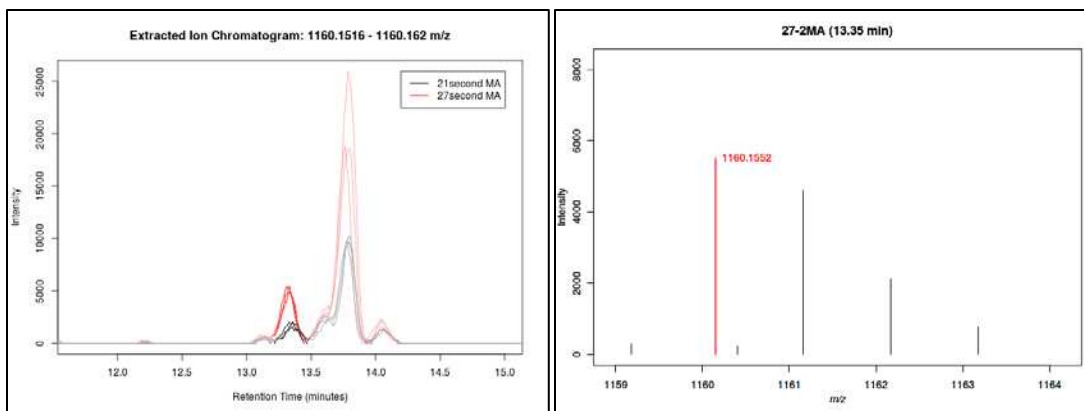 Extracted Ion Chromatogram: 1160.1516 - 1160.162 m/z
21second MA
27second MA
Intensity
25000
20000
15000
10000
5000
0
12.0 12.5 13.0 13.5 14.0 14.5 15.0
Retention Time (minutes)
27-2MA (13.35 min)
1160.1552
Intensity
8000
6000
4000
2000
0
1159 1160 1161 1162 1163 1164
m/z